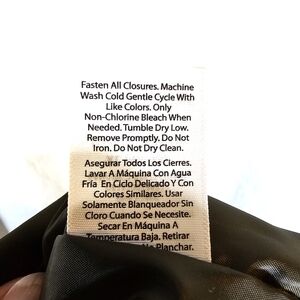 Fasten All Closures. Machine
Wash Cold Gentle Cycle With
Like Colors. Only
Non-Chlorine Bleach When
Needed. Tumble Dry Low.
Remove Promptly. Do Not
Iron. Do Not Dry Clean.
Asegurar Todos Los Cierres.
Lavar A Máquina Con Agua
Fría En Ciclo Delicado Y Con
Colores Similares. Usar
Solamente Blanqueador Sin
Cloro Cuando Se Necesite.
Secar En Máquina A
Temperatura Baja. Retirar
No Planchar.